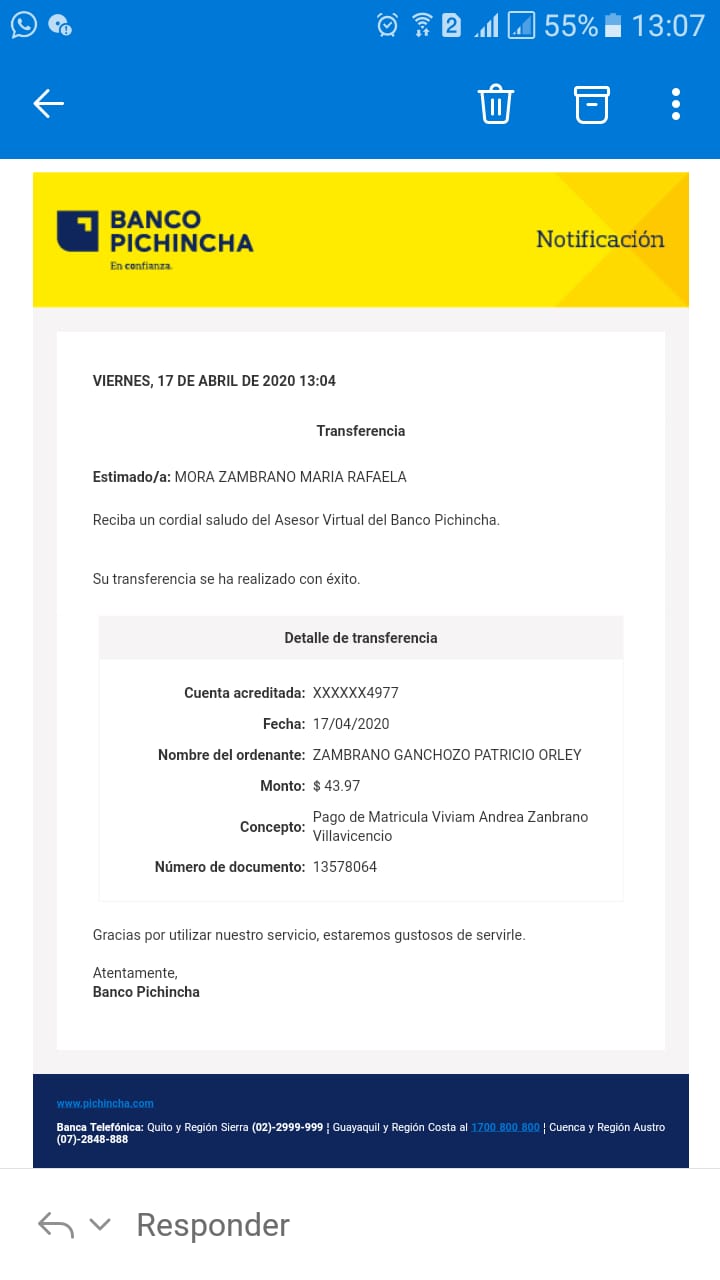 2 55% 13:07
BANCO
PICHINCHA
En confianza.
Notificación
VIERNES, 17 DE ABRIL DE 2020 13:04
Transferencia
Estimado/a: MORA ZAMBRANO MARIA RAFAELA
Reciba un cordial saludo del Asesor Virtual del Banco Pichincha.
Su transferencia se ha realizado con éxito.
Detalle de transferencia
Cuenta acreditada: XXXXXX4977
Fecha: 17/04/2020
Nombre del ordenante: ZAMBRANO GANCHOZO PATRICIO ORLEY
Monto: $ 43.97
Concepto: Pago de Matricula Viviam Andrea Zanbrano
Villavicencio
Número de documento: 13578064
Gracias por utilizar nuestro servicio, estaremos gustosos de servirle.
Atentamente,
Banco Pichincha
www.pichincha.com
Banca Telefónica: Quito y Región Sierra (02)-2999-999 ¦ Guayaquil y Región Costa al 1700 800 800 ¦ Cuenca y Región Austro
(07)-2848-888
Responder